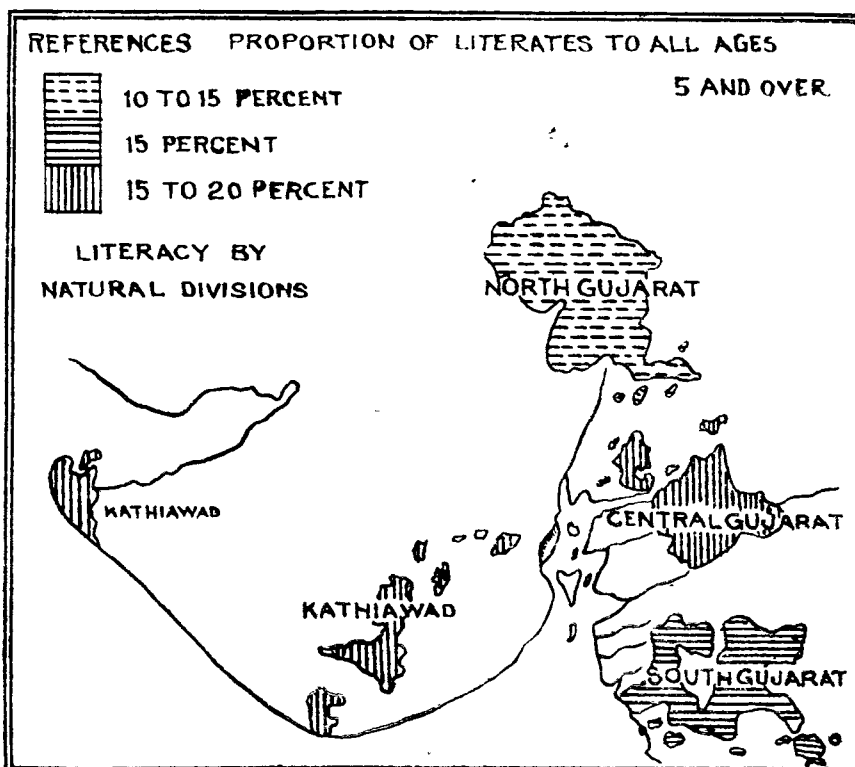 REFERENCES PROPORTION OF LITERATES TO ALL AGES
5 AND OVER
10 TO 15 PERCENT
15 PERCENT
15 TO 20 PERCENT
LITERACY BY
NATURAL DIVISIONS
NORTH GUJARAT
KATHIAWAD
CENTRAL GUJARAT
KATHIAWAD
SOUTH GUJARAT